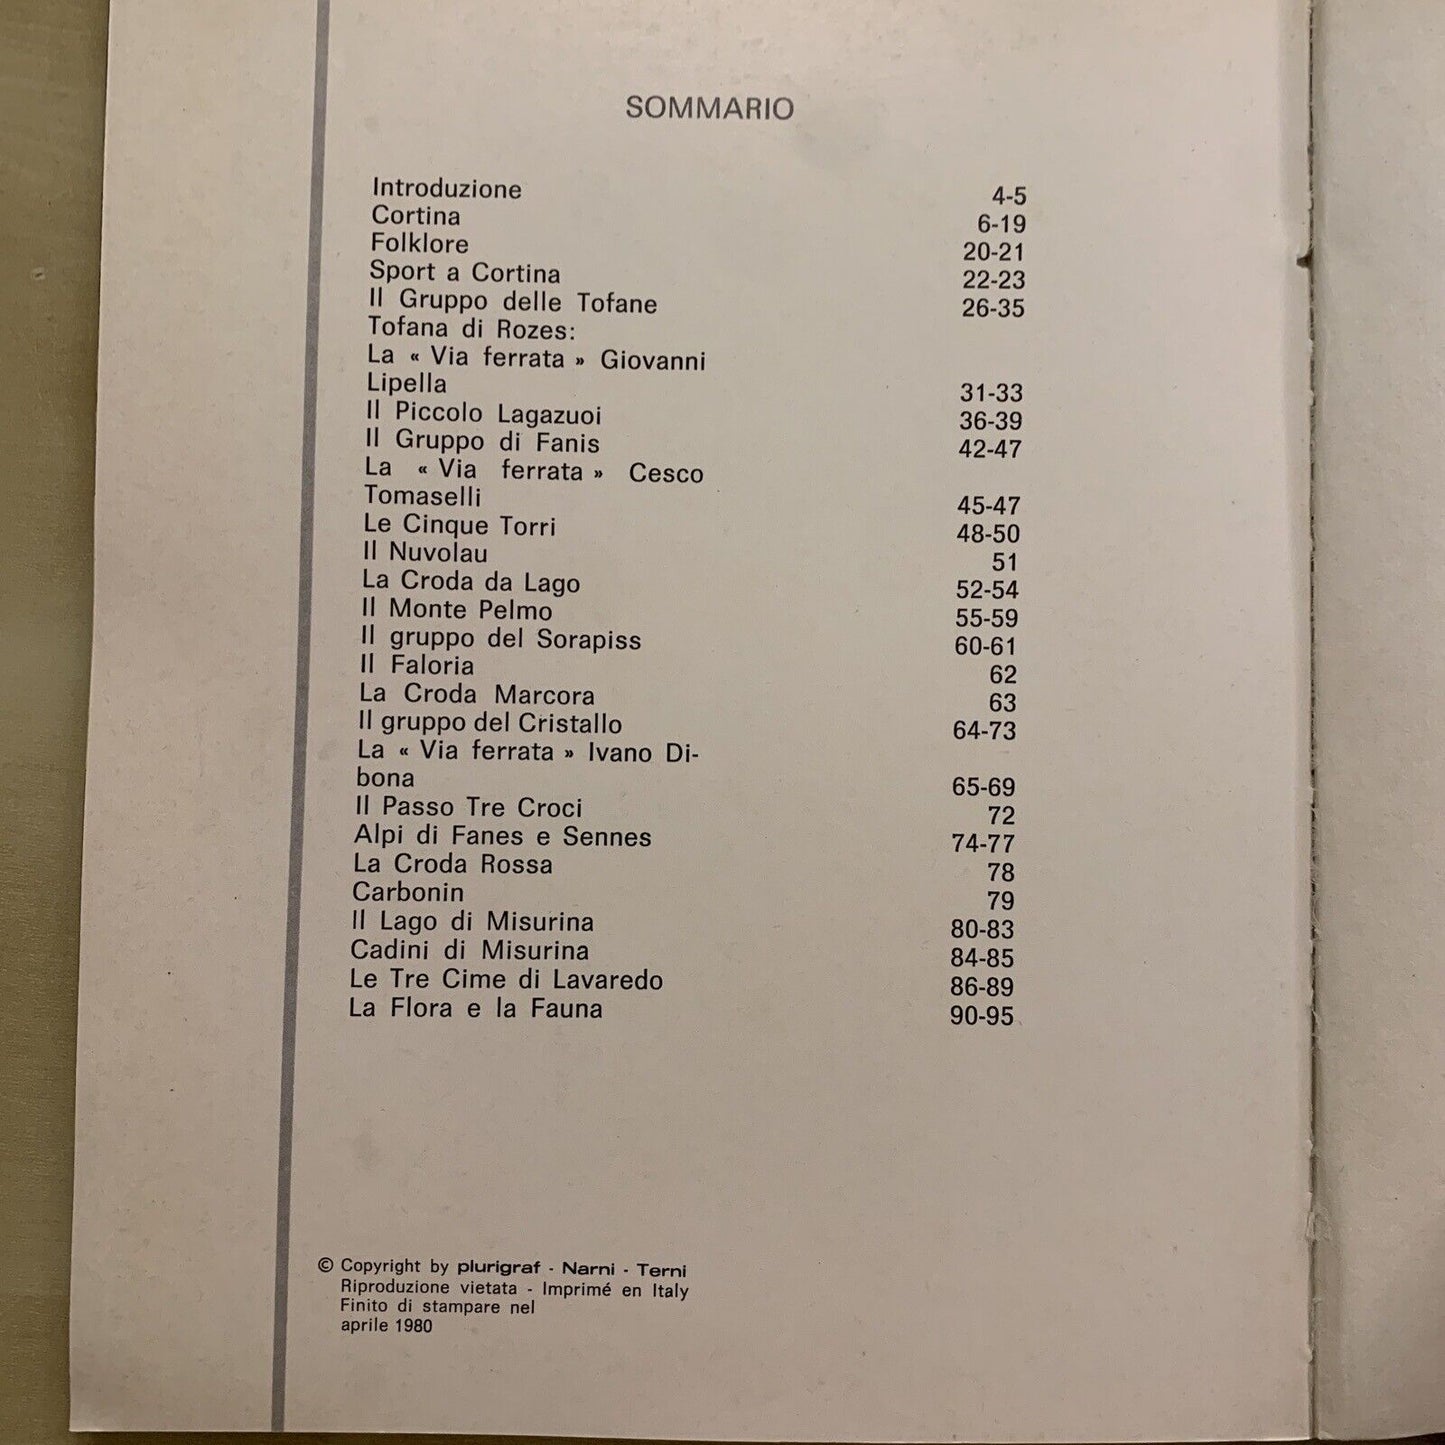 SOMMARIO
Introduzione 4-5
Cortina 6-19
Folklore 20-21
Sport a Cortina 22-23
Il Gruppo delle Tofane 26-35
Tofana di Rozes:
La « Via ferrata » Giovanni
Lipella 31-33
Il Piccolo Lagazuoi 36-39
Il Gruppo di Fanis 42-47
La « Via ferrata » Cesco
Tomaselli 45-47
Le Cinque Torri 48-50
Il Nuvolau 51
La Croda da Lago 52-54
Il Monte Pelmo 55-59
Il gruppo del Sorapiss 60-61
Il Faloria 62
La Croda Marcora 63
Il gruppo del Cristallo 64-73
La « Via ferrata » Ivano Di-
bona 65-69
Il Passo Tre Croci 72
Alpi di Fanes e Sennes 74-77
La Croda Rossa 78
Carbonin 79
Il Lago di Misurina 80-83
Cadini di Misurina 84-85
Le Tre Cime di Lavaredo 86-89
La Flora e la Fauna 90-95
© Copyright by plurigraf - Narni - Terni
Riproduzione vietata - Imprimé en Italy
Finito di stampare nel
aprile 1980